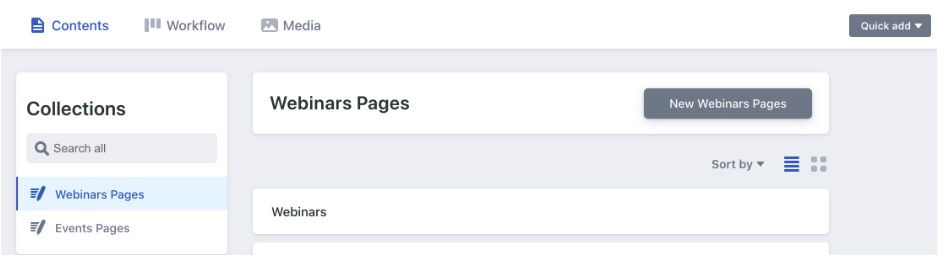 Contents
Workflow
Media
Quick add
Collections
Search all
Webinars Pages
Events Pages
Webinars Pages
New Webinars Pages
Sort by
Webinars